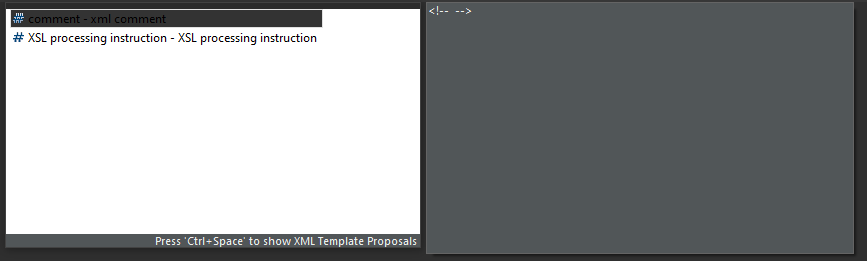 comment - xml comment
# XSL processing instruction - XSL processing instruction
Press 'Ctrl+Space' to show XML Template Proposals
<!-- -->